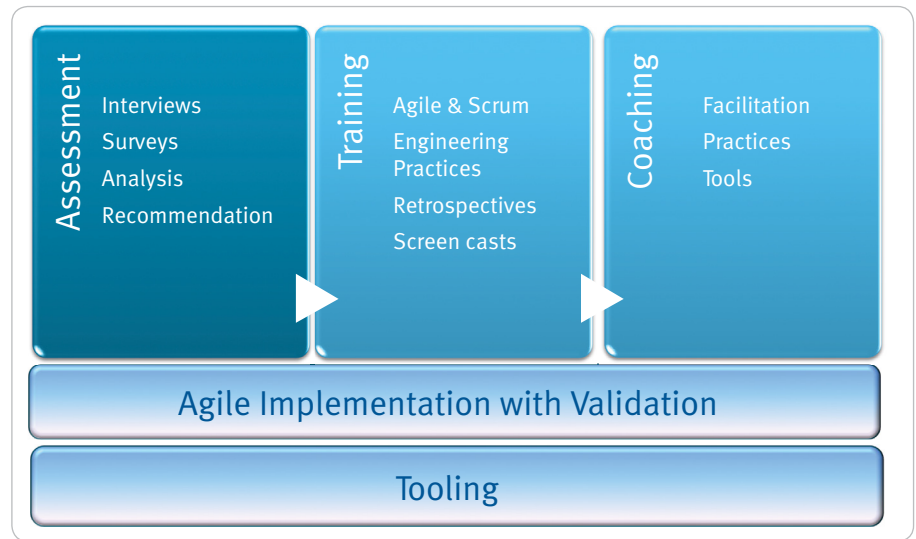 Assessment
Interviews
Surveys
Analysis
Recommendation
Training
Agile & Scrum
Engineering
Practices
Retrospectives
Screen casts
Coaching
Facilitation
Practices
Tools
Agile Implementation with Validation
Tooling